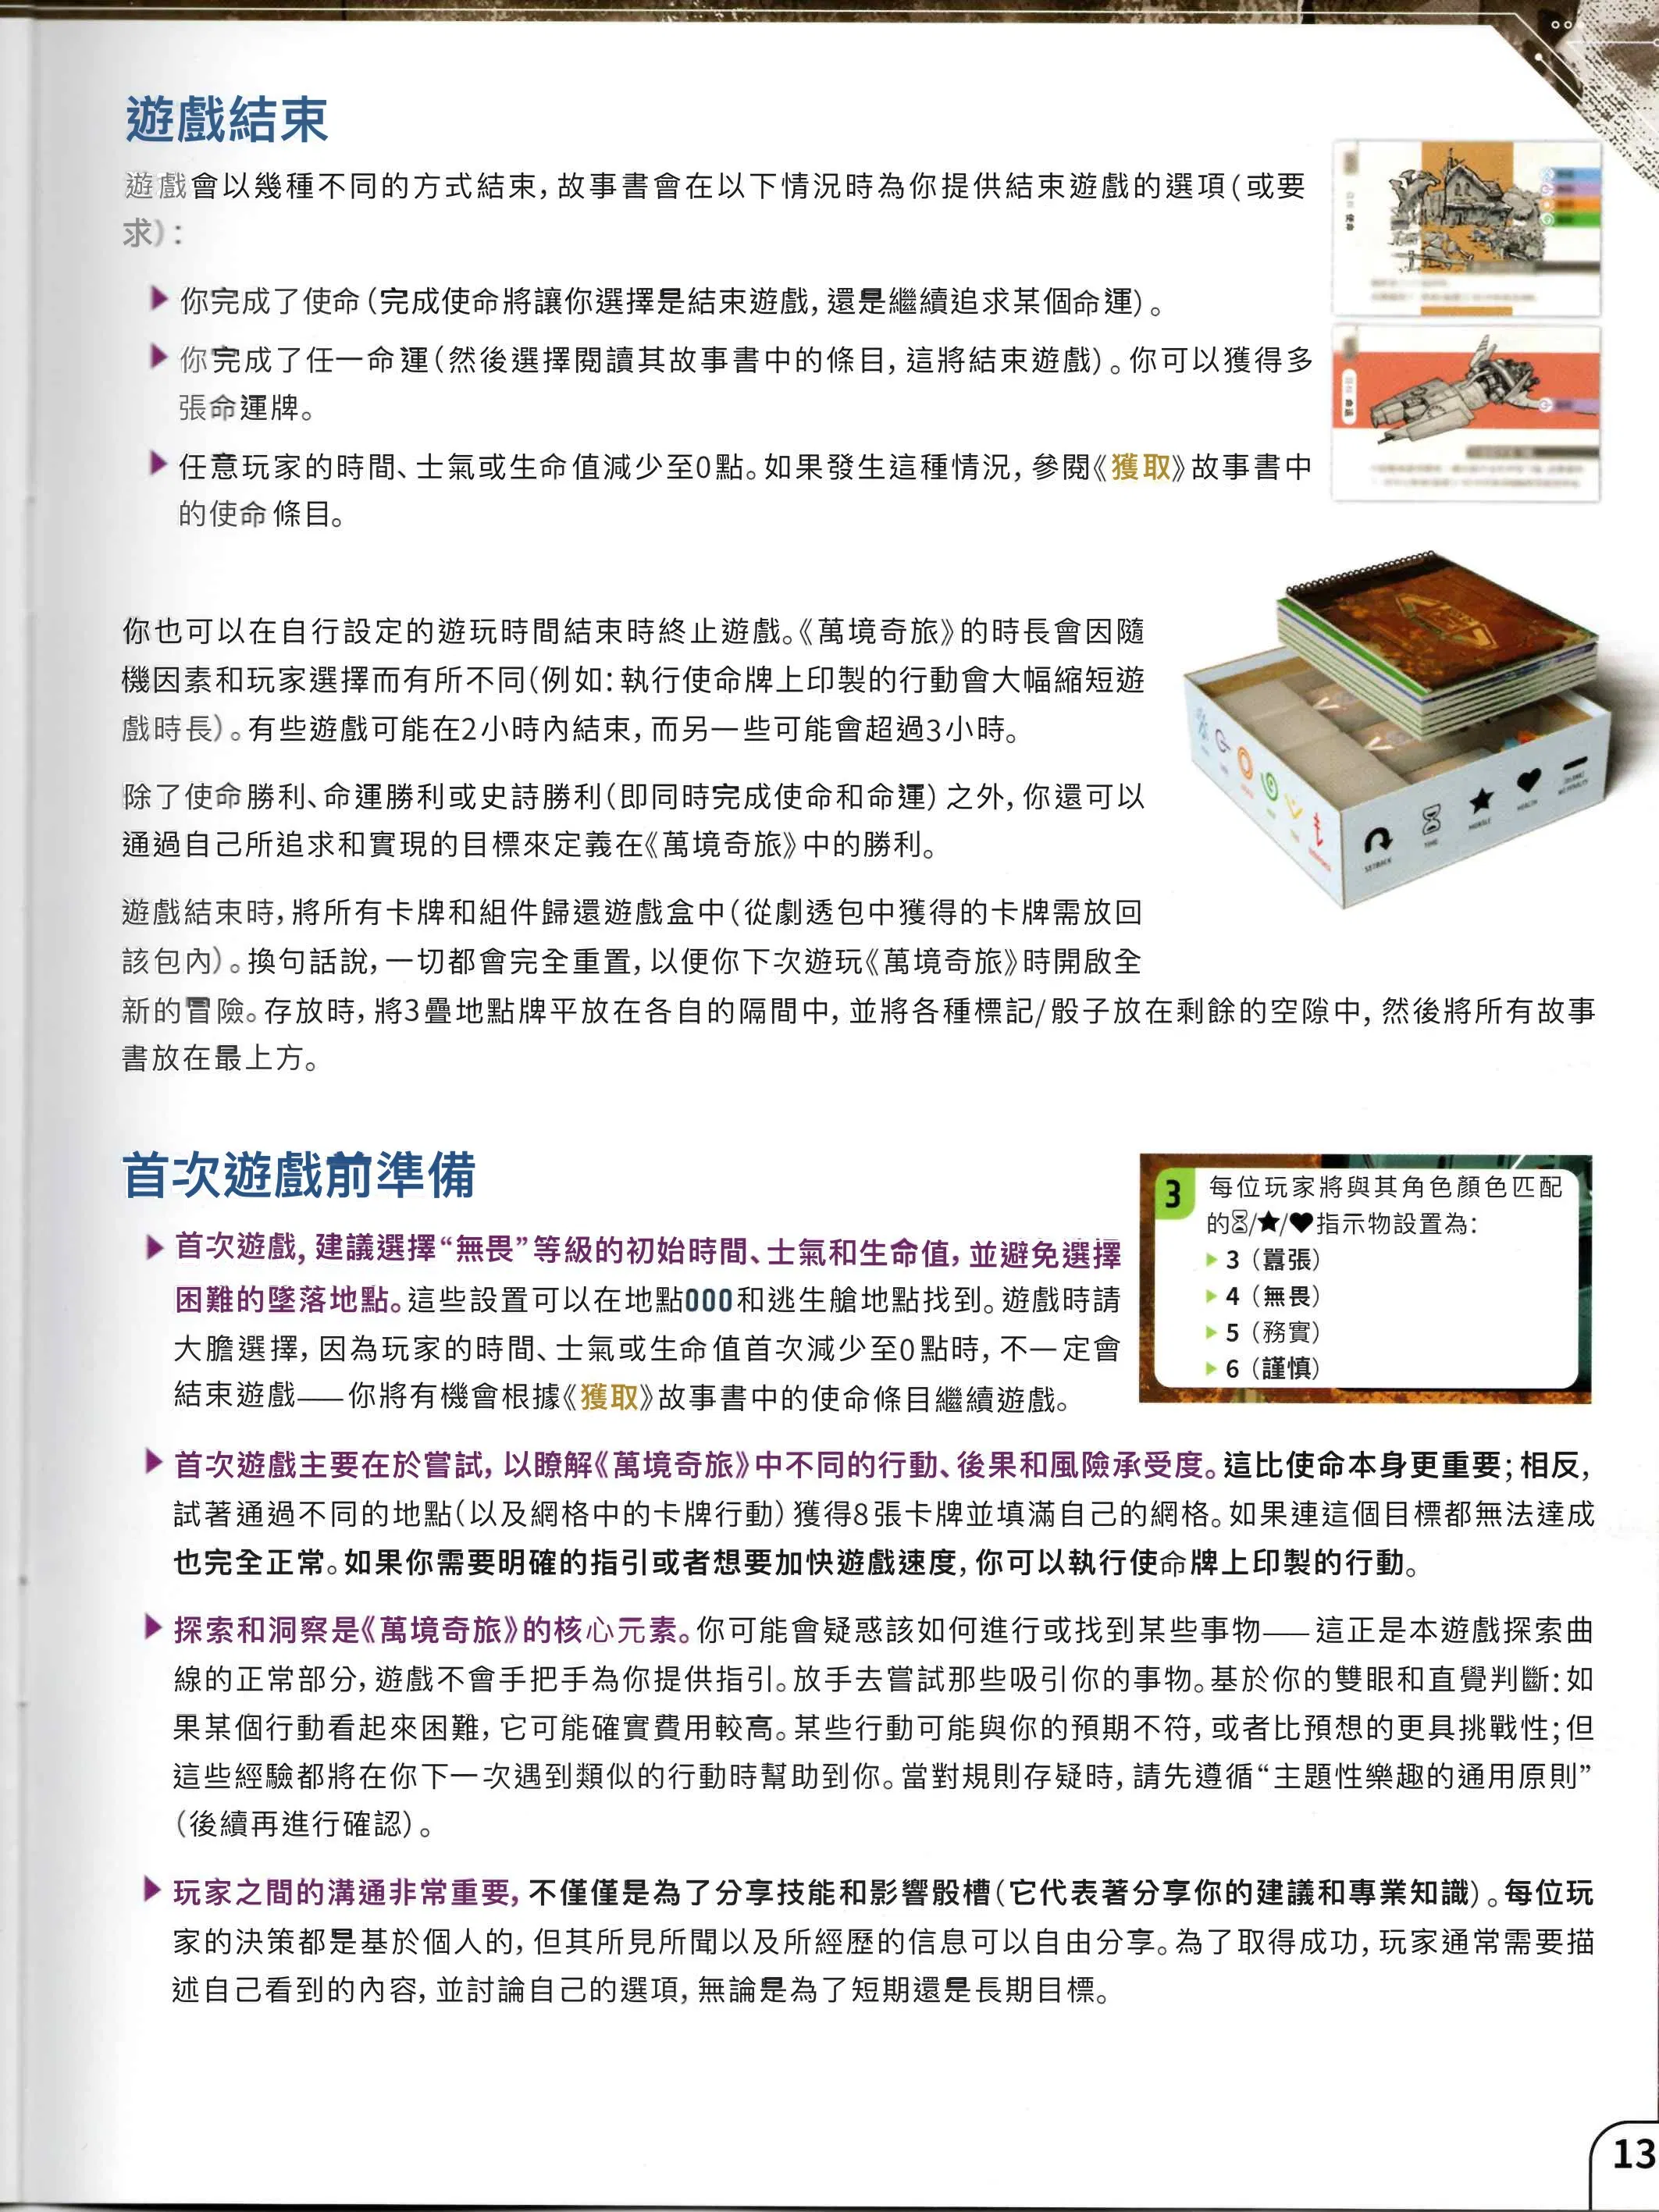 遊戲結束
遊戲會以幾種不同的方式結束，故事書會在以下情況時為你提供結束遊戲的選項(或要
求)：
你完成了使命(完成使命將讓你選擇是結束遊戲，還是繼續追求某個命運)。
你完成了任一命運(然後選擇閱讀其故事書中的條目，這將結束遊戲)。你可以獲得多
張命運牌。
任意玩家的時間、士氣或生命值減少至0點。如果發生這種情況，參閱《獲取》故事書中
的使命條目。
使命
目標 命運
你也可以在自行設定的遊玩時間結束時終止遊戲。《萬境奇旅》的時長會因隨
機因素和玩家選擇而有所不同(例如：執行使命牌上印製的行動會大幅縮短遊
戲時長)。有些遊戲可能在2小時內結束，而另一些可能會超過3小時。
除了使命勝利、命運勝利或史詩勝利(即同時完成使命和命運)之外，你還可以
通過自己所追求和實現的目標來定義在《萬境奇旅》中的勝利。
SETBACK
TIME
MORALE
HEALTH
遊戲結束時，將所有卡牌和組件歸還遊戲盒中(從劇透包中獲得的卡牌需放回
該包內)。換句話說，一切都會完全重置，以便你下次遊玩《萬境奇旅》時開啟全
新的冒險。存放時，將3疊地點牌平放在各自的隔間中，並將各種標記/骰子放在剩餘的空隙中，然後將所有故事
書放在最上方。
首次遊戲前準備
首次遊戲，建議選擇“無畏”等級的初始時間、士氣和生命值，並避免選擇
困難的墜落地點。這些設置可以在地點000和逃生艙地點找到。遊戲時請
大膽選擇，因為玩家的時間、士氣或生命值首次減少至0點時，不一定會
結束遊戲——你將有機會根據《獲取》故事書中的使命條目繼續遊戲。
3
每位玩家將與其角色顏色匹配
的⌛/★/♥指示物設置為：
3（囂張）
4（無畏）
5（務實）
6（謹慎）
首次遊戲主要在於嘗試，以瞭解《萬境奇旅》中不同的行動、後果和風險承受度。這比使命本身更重要；相反，
試著通過不同的地點(以及網格中的卡牌行動)獲得8張卡牌並填滿自己的網格。如果連這個目標都無法達成
也完全正常。如果你需要明確的指引或者想要加快遊戲速度，你可以執行使命牌上印製的行動。
探索和洞察是《萬境奇旅》的核心元素。你可能會疑惑該如何進行或找到某些事物——這正是本遊戲探索曲
線的正常部分，遊戲不會手把手為你提供指引。放手去嘗試那些吸引你的事物。基於你的雙眼和直覺判斷：如
果某個行動看起來困難，它可能確實費用較高。某些行動可能與你的預期不符，或者比預想的更具挑戰性；但
這些經驗都將在你下一次遇到類似的行動時幫助到你。當對規則存疑時，請先遵循“主題性樂趣的通用原則”
(後續再進行確認)。
玩家之間的溝通非常重要，不僅僅是為了分享技能和影響骰槽(它代表著分享你的建議和專業知識)。每位玩
家的決策都是基於個人的，但其所見所聞以及所經歷的信息可以自由分享。為了取得成功，玩家通常需要描
述自己看到的內容，並討論自己的選項，無論是為了短期還是長期目標。
13